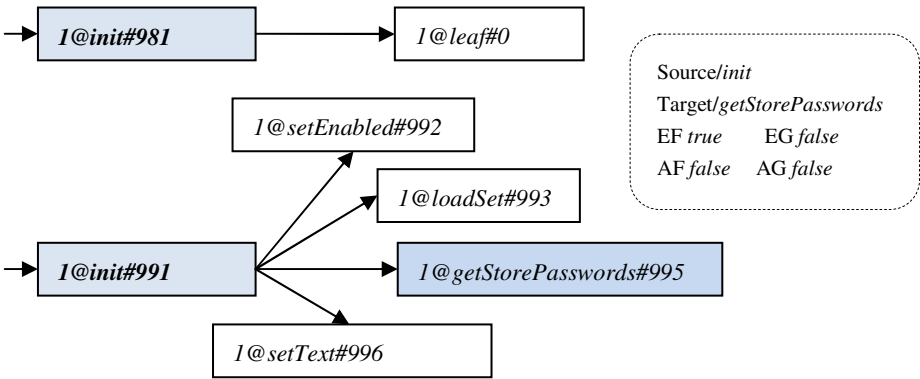 1@init#981
1@leaf#0
Source/init
Target/getStorePasswords
EF true EG false
AF false AG false
1@setEnabled#992
1@loadSet#993
1@init#991
1@getStorePasswords#995
1@setText#996